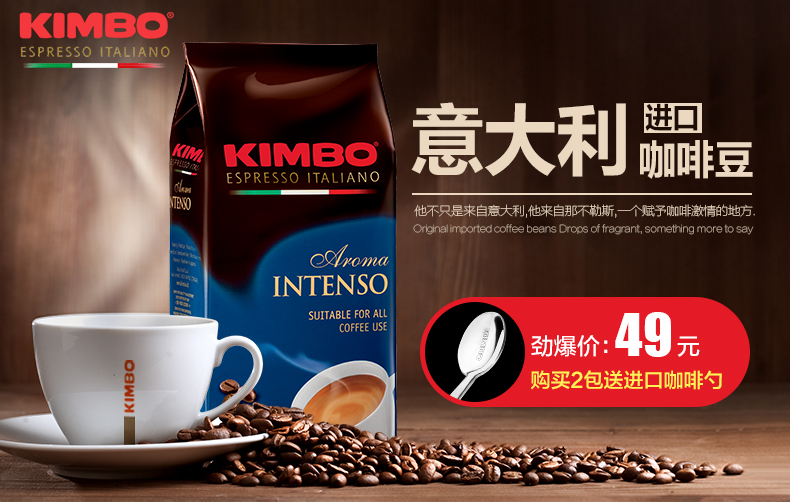 KIMBO®
ESPRESSO ITALIANO
KIMBO®
ESPRESSO ITALIANO
Aroma
INTENSO
SUITABLE FOR ALL
COFFEE USE
KIMBO
意大利
进口
咖啡豆
他不只是来自意大利,他来自那不勒斯,一个赋予咖啡激情的地方.
Original imported coffee beans Drops of fragrant, something more to say
劲爆价: 49 元
购买2包送进口咖啡勺